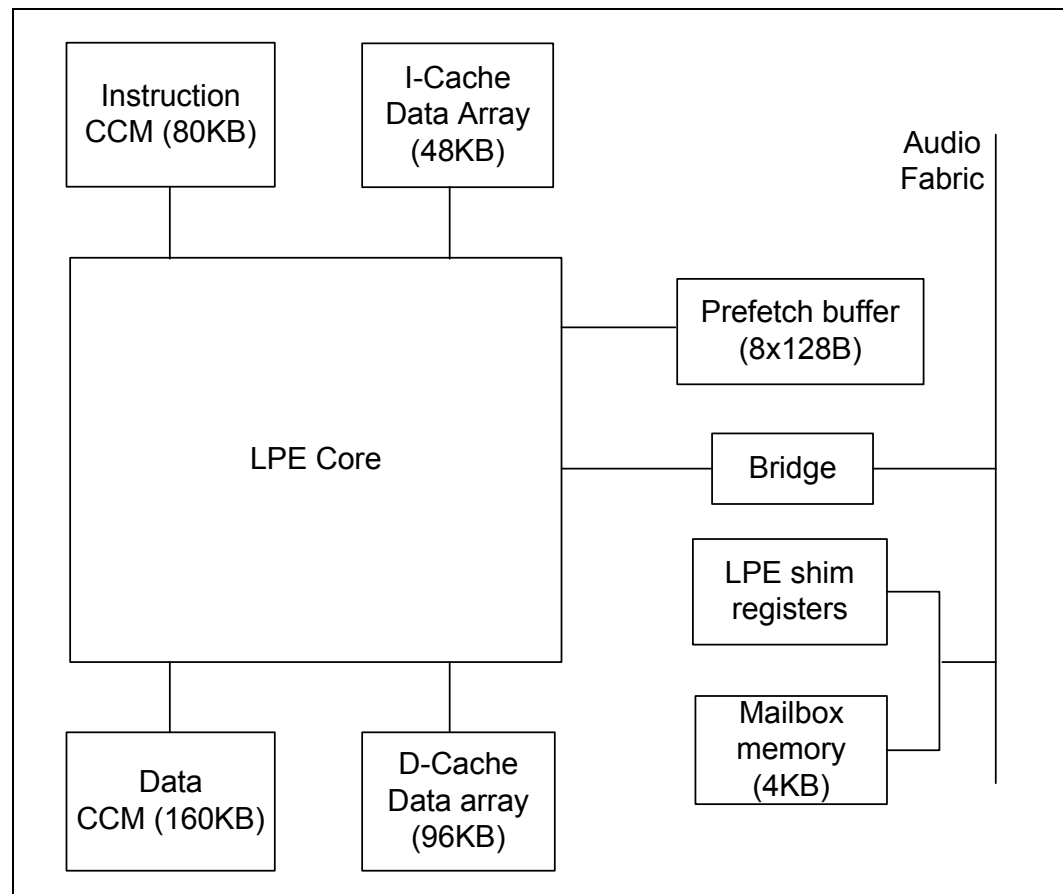 Instruction
CCM (80KB)
I-Cache
Data Array
(48KB)
Audio
Fabric
Prefetch buffer
(8x128B)
LPE Core
Bridge
LPE shim
registers
Mailbox
memory
(4KB)
Data
CCM (160KB)
D-Cache
Data array
(96KB)